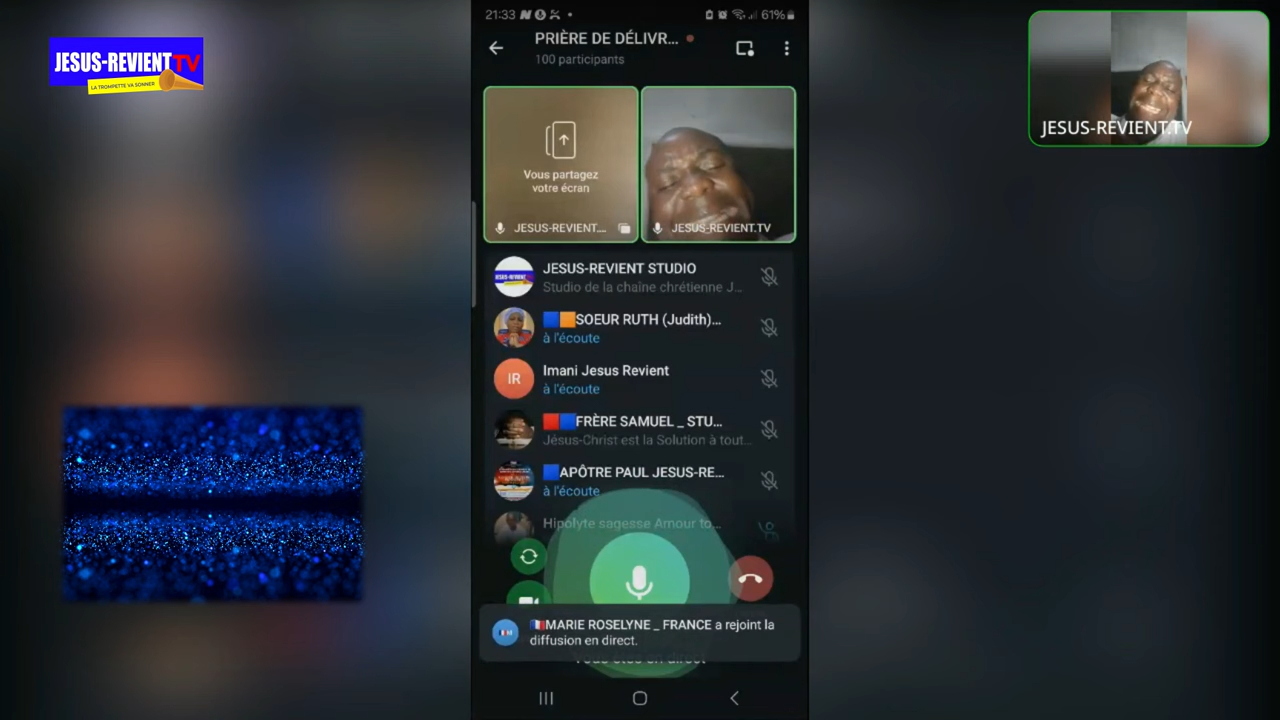 JESUS-REVIENT TV
LA TROMPETTE VA SONNER
21:33
61%
PRIÈRE DE DÉLIVR...
100 participants
Vous partagez
votre écran
JESUS-REVIENT....
JESUS-REVIENT.TV
JESUS-REVIENT.TV
JESUS-REVIENT STUDIO
Studio de la chaîne chrétienne J...
SOEUR RUTH (Judith)...
à l'écoute
IR
Imani Jesus Revient
à l'écoute
FRÈRE SAMUEL _ STU...
Jésus-Christ est la Solution à tout...
APÔTRE PAUL JESUS-RE...
à l'écoute
Hipolyte sagesse Amour to...
🇫🇷MARIE ROSELYNE _ FRANCE a rejoint la
diffusion en direct.